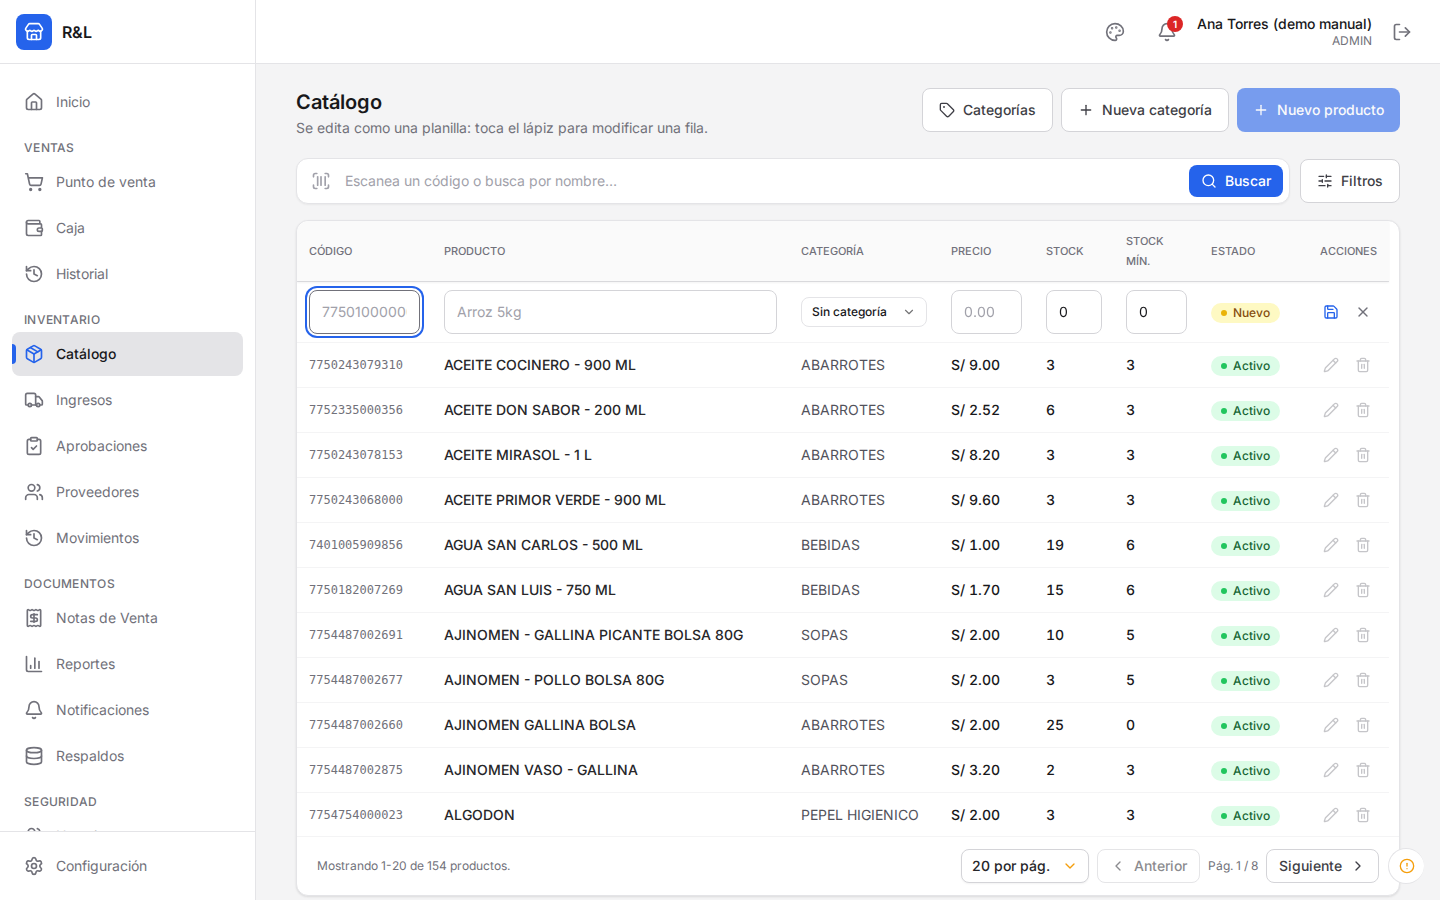 R&L
1
Ana Torres (demo manual)
ADMIN
Inicio
VENTAS
Punto de venta
Caja
Historial
INVENTARIO
Catálogo
Ingresos
Aprobaciones
Proveedores
Movimientos
DOCUMENTOS
Notas de Venta
Reportes
Notificaciones
Respaldos
SEGURIDAD
Configuración
Catálogo
Se edita como una planilla: toca el lápiz para modificar una fila.
Categorías
Nueva categoría
Nuevo producto
Escanea un código o busca por nombre...
Buscar
Filtros
CÓDIGO PRODUCTO CATEGORÍA PRECIO STOCK STOCK MÍN. ESTADO ACCIONES
7750100000 Arroz 5kg Sin categoría 0.00 0 0 Nuevo
7750243079310 ACEITE COCINERO - 900 ML ABARROTES S/ 9.00 3 3 Activo
7752335000356 ACEITE DON SABOR - 200 ML ABARROTES S/ 2.52 6 3 Activo
7750243078153 ACEITE MIRASOL - 1 L ABARROTES S/ 8.20 3 3 Activo
7750243068000 ACEITE PRIMOR VERDE - 900 ML ABARROTES S/ 9.60 3 3 Activo
7401005909856 AGUA SAN CARLOS - 500 ML BEBIDAS S/ 1.00 19 6 Activo
7750182007269 AGUA SAN LUIS - 750 ML BEBIDAS S/ 1.70 15 6 Activo
7754487002691 AJINOMEN - GALLINA PICANTE BOLSA 80G SOPAS S/ 2.00 10 5 Activo
7754487002677 AJINOMEN - POLLO BOLSA 80G SOPAS S/ 2.00 3 5 Activo
7754487002660 AJINOMEN GALLINA BOLSA ABARROTES S/ 2.00 25 0 Activo
7754487002875 AJINOMEN VASO - GALLINA ABARROTES S/ 3.20 2 3 Activo
7754754000023 ALGODON PEPEL HIGIENICO S/ 2.00 3 3 Activo
Mostrando 1-20 de 154 productos.
20 por pág.
Anterior
Pág. 1 / 8
Siguiente